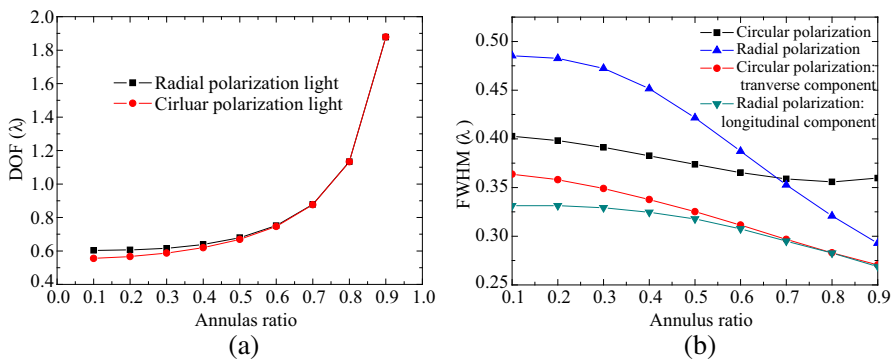 2.0
1.8
1.6
1.4
1.2
1.0
0.8
0.6
0.4
DOF (λ)
Radial polarization light
Cirluar polarization light
0.0 0.1 0.2 0.3 0.4 0.5 0.6 0.7 0.8 0.9 1.0
Annulas ratio
(a)
0.50
0.45
0.40
0.35
0.30
0.25
FWHM (λ )
Circular polarization
Radial polarization
Circular polarization:
tranverse component
Radial polarization:
longitudinal component
0.1 0.2 0.3 0.4 0.5 0.6 0.7 0.8 0.9
Annulus ratio
(b)